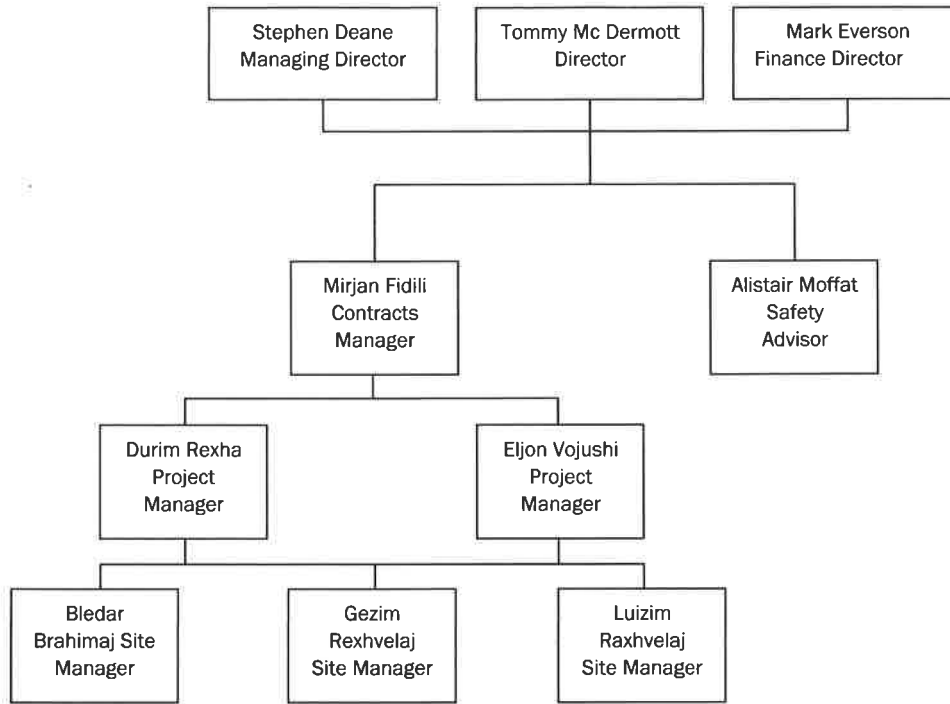 Stephen Deane
Managing Director
Tommy Mc Dermott
Director
Mark Everson
Finance Director
Mirjan Fidili
Contracts
Manager
Alistair Moffat
Safety
Advisor
Durim Rexha
Project
Manager
Eljon Vojushi
Project
Manager
Bledar
Brahimaj Site
Manager
Gezim
Rexhvelaj
Site Manager
Luizim
Raxhvelaj
Site Manager